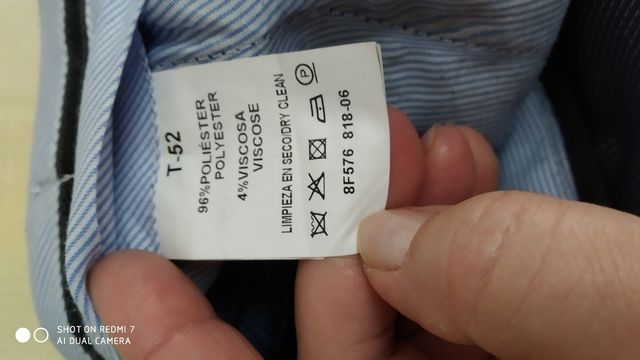 T-52
96%POLIÉSTER
POLYESTER
4%VISCOSA
VISCOSE
LIMPIEZA EN SECO/DRY CLEAN
P
8F576 818-06
SHOT ON REDMI 7
AI DUAL CAMERA